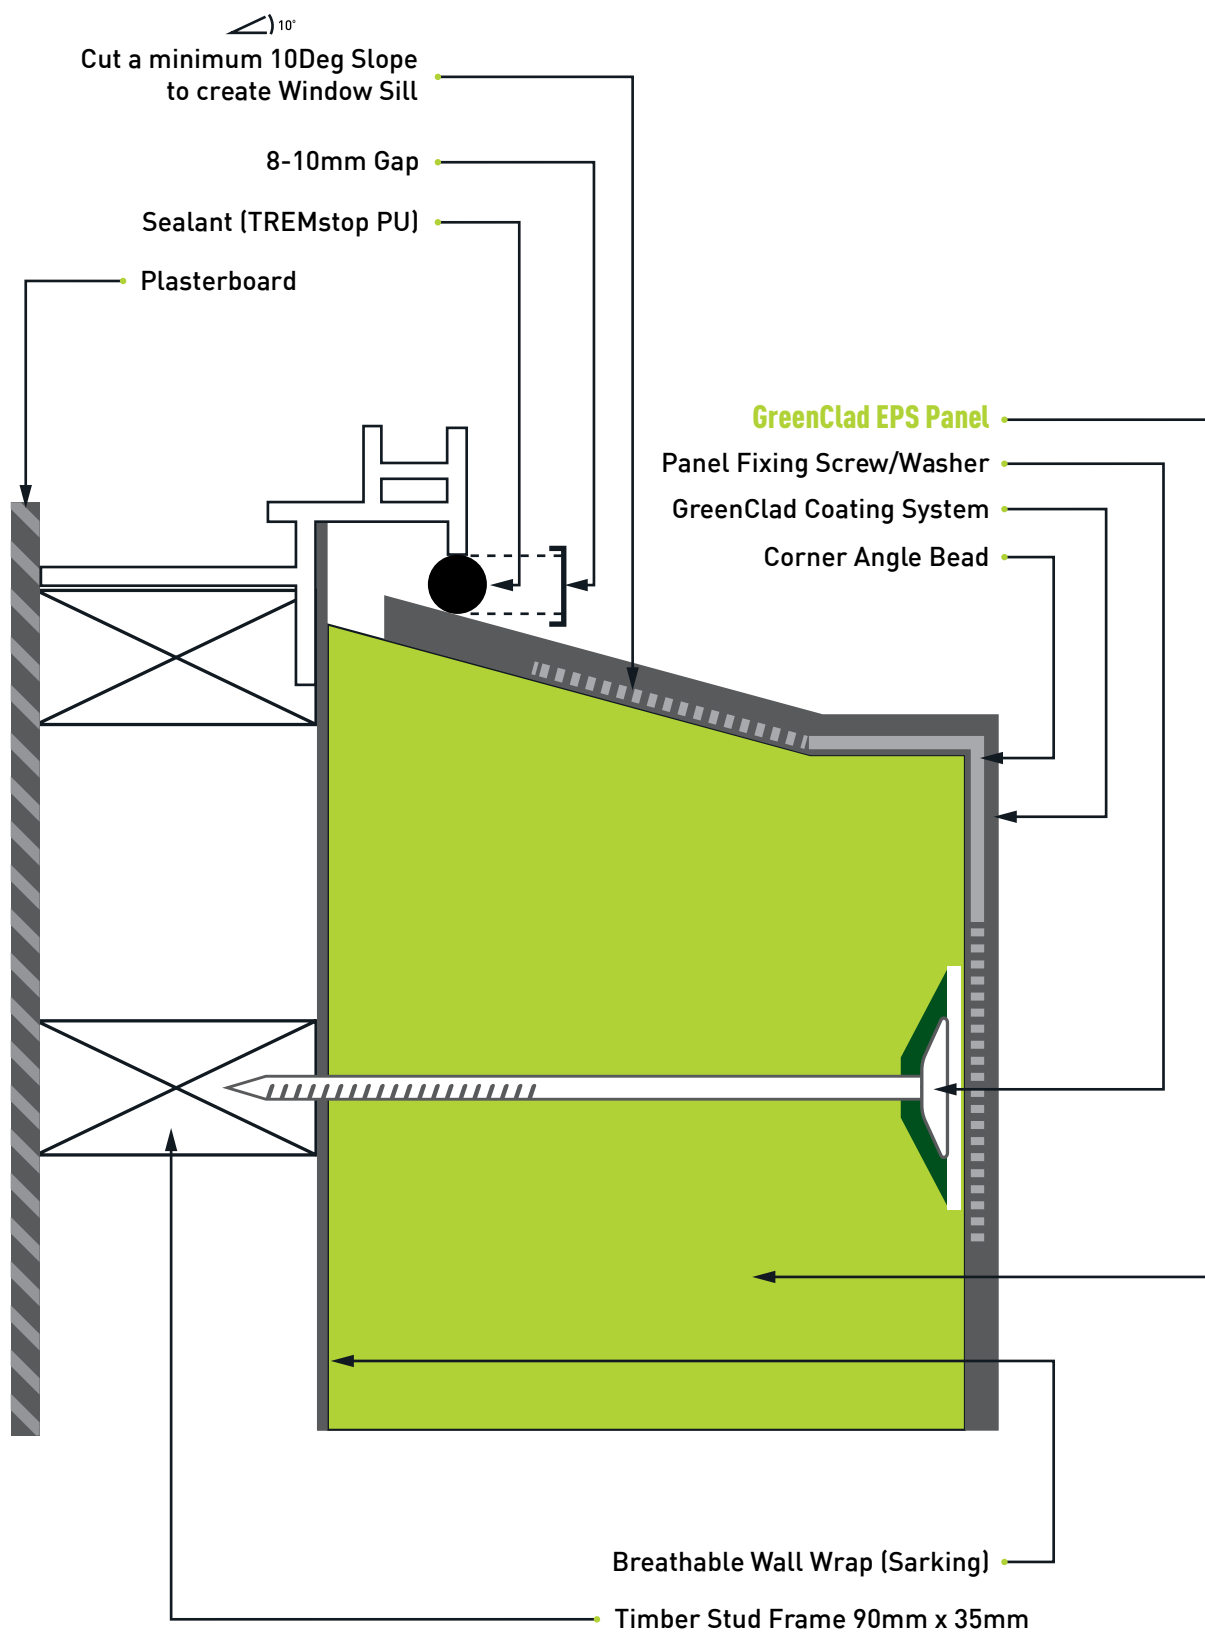 10°
Cut a minimum 10Deg Slope
to create Window Sill
8-10mm Gap
Sealant (TREMstop PU)
Plasterboard
GreenClad EPS Panel
Panel Fixing Screw/Washer
GreenClad Coating System
Corner Angle Bead
Breathable Wall Wrap (Sarking)
Timber Stud Frame 90mm x 35mm